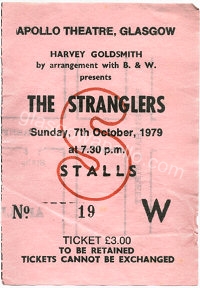 APOLLO THEATRE, GLASGOW
HARVEY GOLDSMITH
by arrangement with B. & W.
presents
THE STRANGLERS
Sunday, 7th October, 1979
at 7.30 p.m.
S
STALLS
Nº 19 W
TICKET £3.00
TO BE RETAINED
TICKETS CANNOT BE EXCHANGED